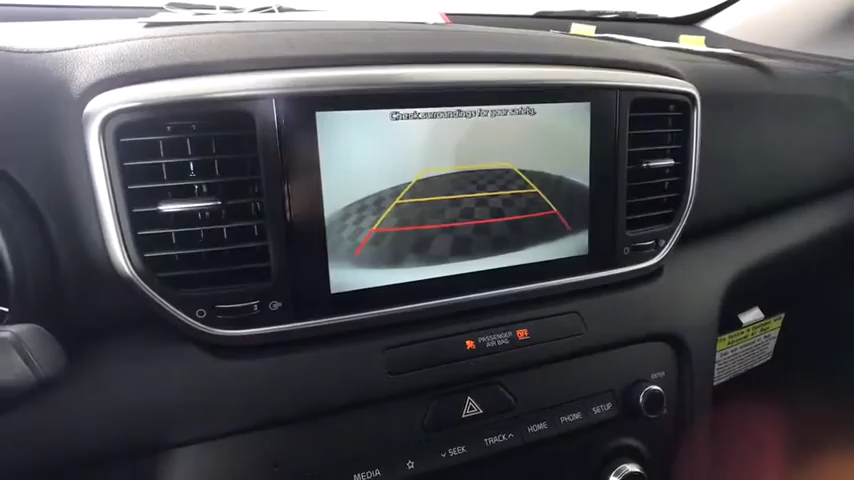 Check surroundings for your safety.
PASSENGER
AIR BAG
OFF
MEDIA
SEEK
TRACK
HOME
PHONE
SETUP
ENTER